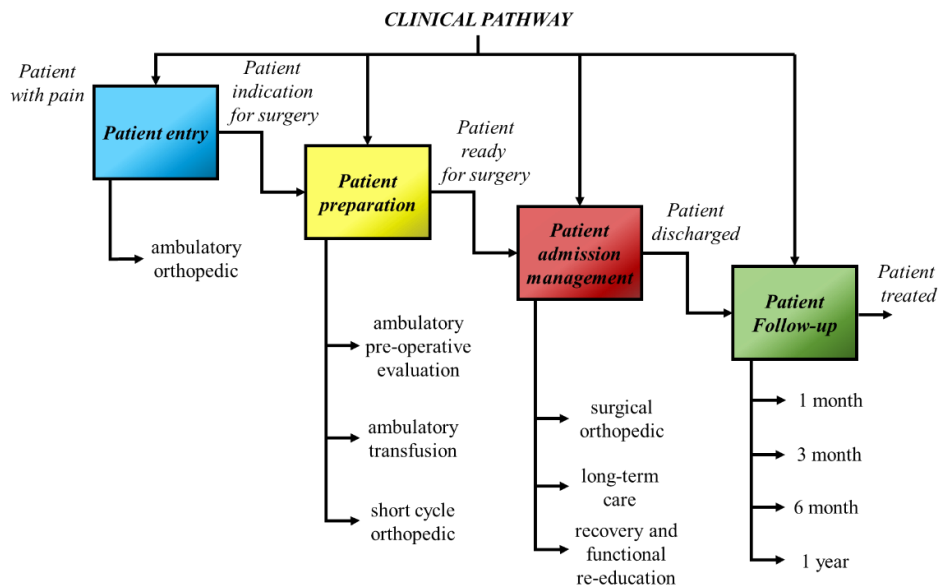 CLINICAL PATHWAY
Patient
with pain
Patient entry
ambulatory
orthopedic
Patient
indication
for surgery
Patient
preparation
ambulatory
pre-operative
evaluation
ambulatory
transfusion
short cycle
orthopedic
Patient
ready
for surgery
Patient
admission
management
surgical
orthopedic
long-term
care
recovery and
functional
re-education
Patient
discharged
Patient
Follow-up
1 month
3 month
6 month
1 year
Patient
treated